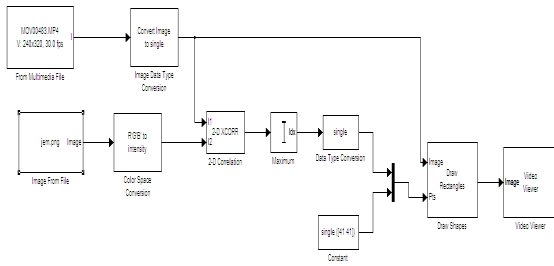 MOV00483.MP4
V: 240x320, 30.0 fps
I
From Multimedia File
Convert Image
to single
Image Data Type
Conversion
jem.png
Image
Image From File
R'G'B' to
intensity
Color Space
Conversion
I1
I2
2-D XCORR
2-D Correlation
Idx
Maximum
single
Data Type Conversion
single ([41 41])
Constant
Image
Pts
Draw
Rectangles
Draw Shapes
Image
Video
Viewer
Video Viewer